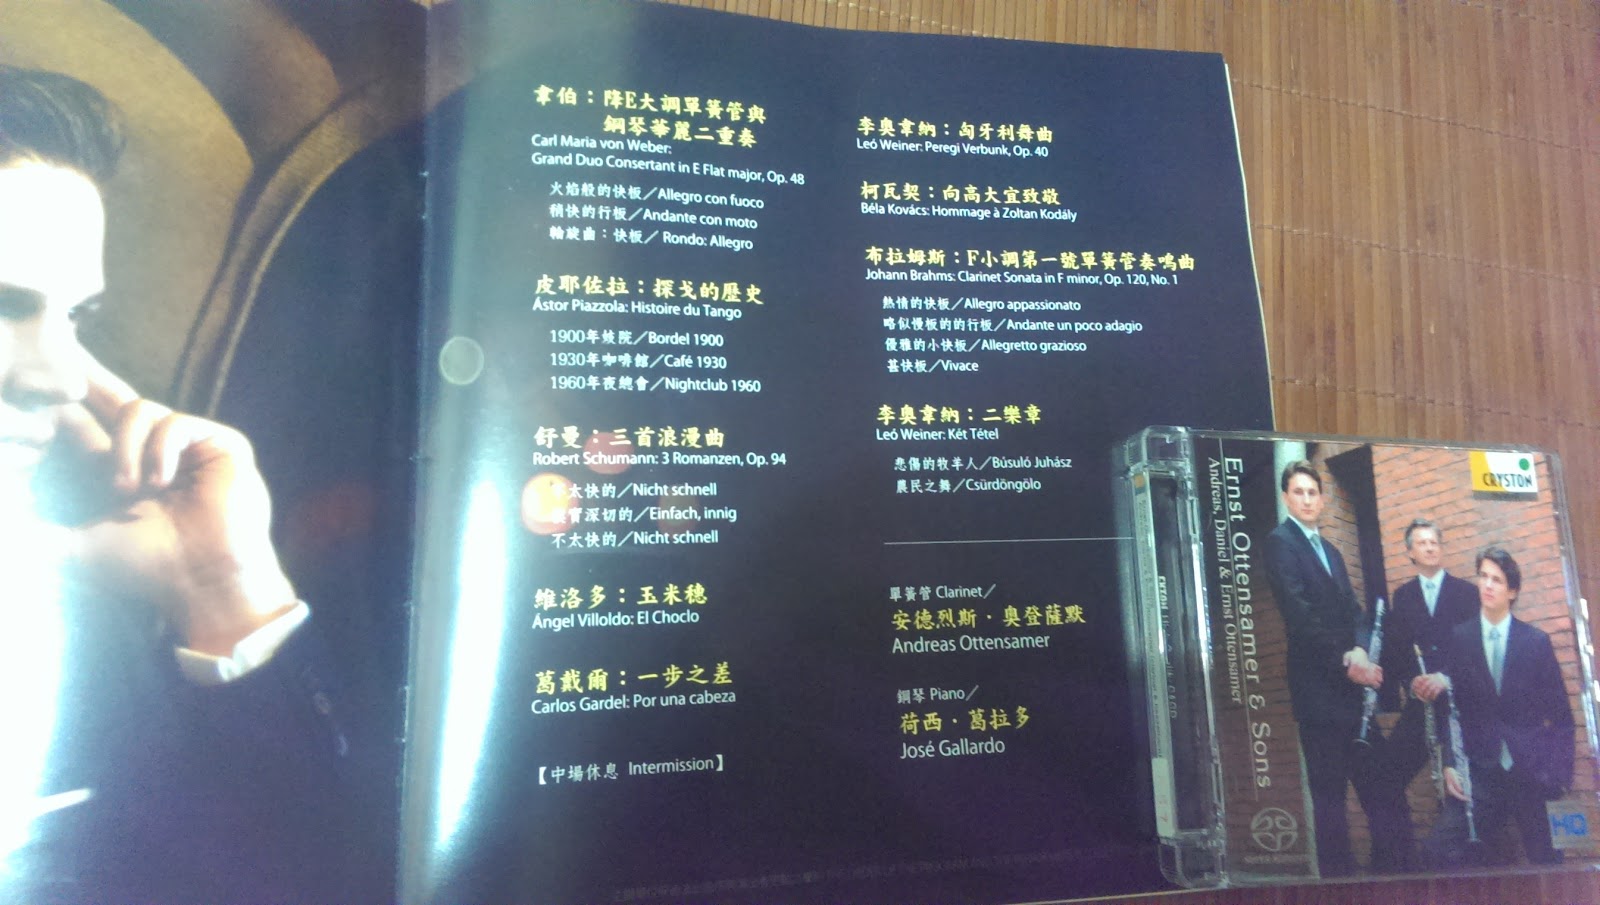 韋伯：降E大調單簧管與
鋼琴華麗二重奏
Carl Maria von Weber:
Grand Duo Consertant in E Flat major, Op. 48
火焰般的快板／Allegro con fuoco
稍快的行板／Andante con moto
輪旋曲：快板／ Rondo: Allegro
皮耶佐拉：探戈的歷史
Ástor Piazzola: Histoire du Tango
1900年妓院／Bordel 1900
1930年咖啡館／Café 1930
1960年夜總會／Nightclub 1960
舒曼：三首浪漫曲
Robert Schumann: 3 Romanzen, Op. 94
不太快的／Nicht schnell
實深切的／Einfach, innig
不太快的／Nicht schnell
維洛多：玉米穗
Ángel Villoldo: El Choclo
葛戴爾：一步之差
Carlos Gardel: Por una cabeza
【中場休息 Intermission】
李奧韋納：匈牙利舞曲
Leó Weiner: Peregi Verbunk, Op. 40
柯瓦契：向高大宜致敬
Béla Kovács: Hommage à Zoltan Kodály
布拉姆斯：F小調第一號單簧管奏鳴曲
Johann Brahms: Clarinet Sonata in F minor, Op. 120, No. 1
熱情的快板／Allegro appassionato
略似慢板的的行板／Andante un poco adagio
優雅的小快板／Allegretto grazioso
甚快板／Vivace
李奧韋納：二樂章
Leó Weiner: Két Tétel
悲傷的牧羊人／Búsuló Juhász
農民之舞／Csürdöngölo
單簧管 Clarinet／
安德烈斯・奧登薩默
Andreas Ottensamer
鋼琴 Piano／
荷西・葛拉多
José Gallardo
CRYSTON
Ernst Ottensamer & Sons
Andreas, Daniel & Ernst Ottensamer
HQ